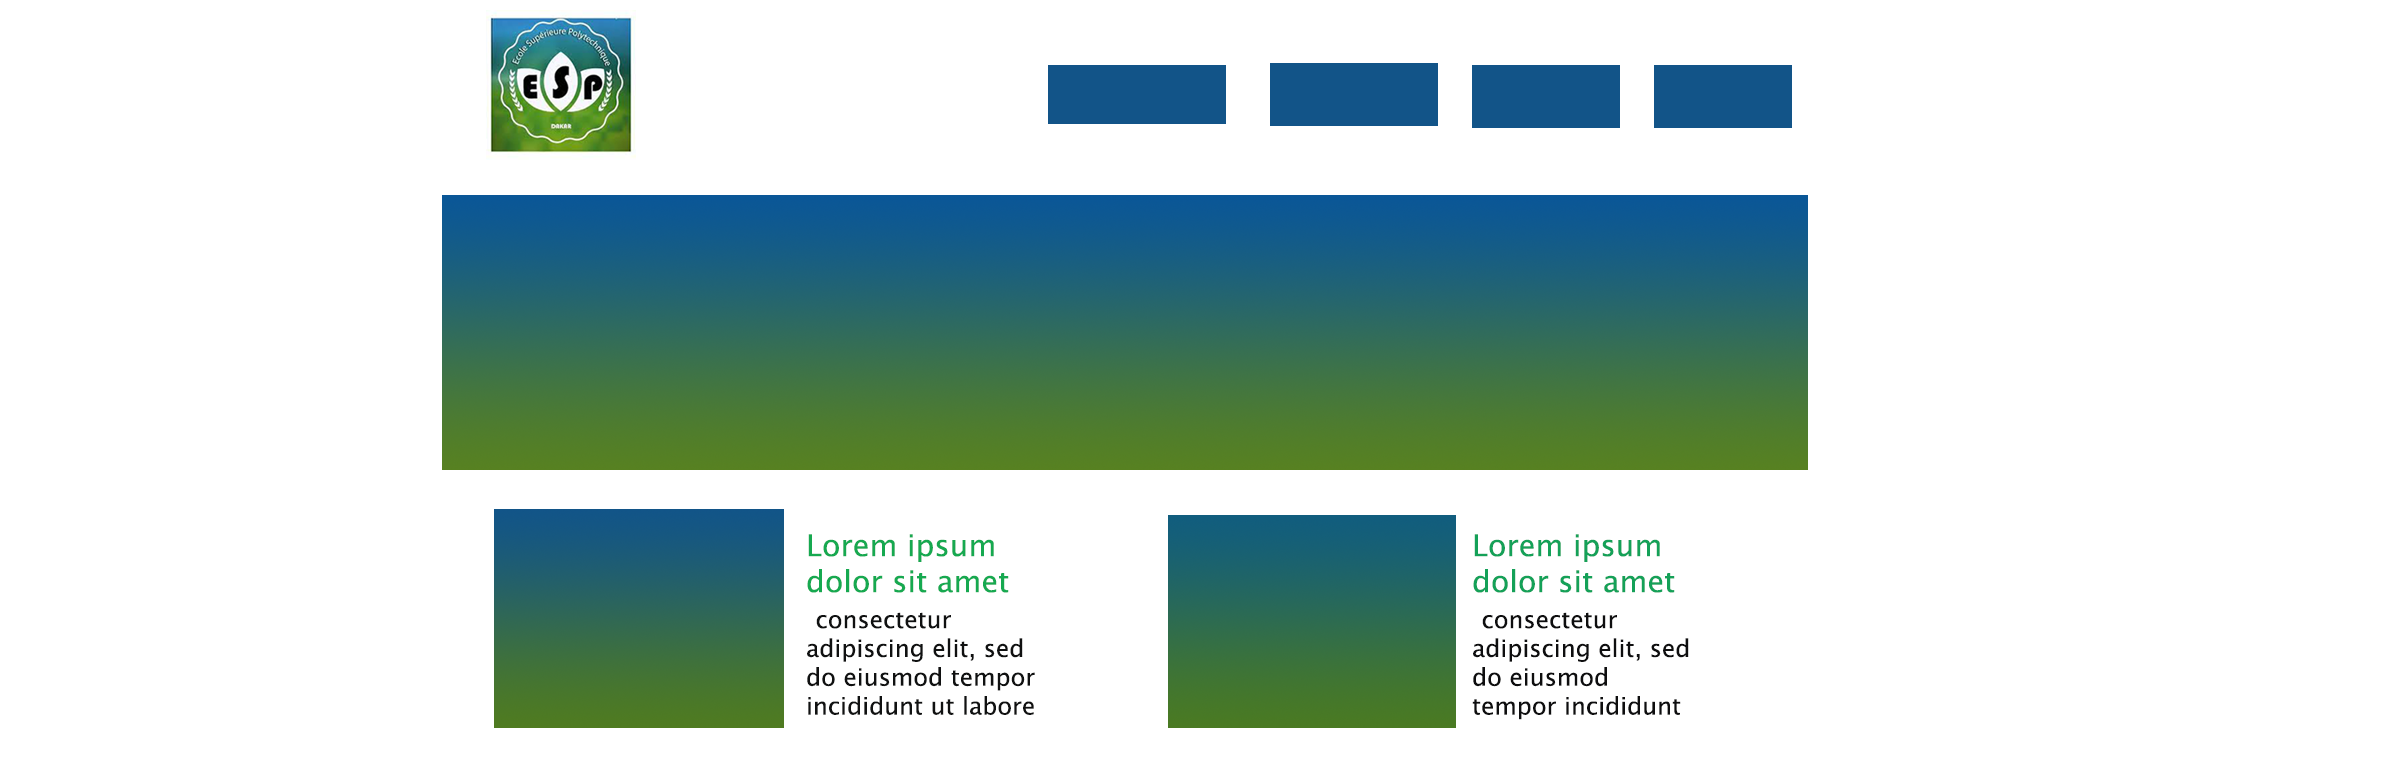 Ecole Supérieure Polytechnique
ESP
DAKAR
Lorem ipsum
dolor sit amet
consectetur
adipiscing elit, sed
do eiusmod tempor
incididunt ut labore
Lorem ipsum
dolor sit amet
consectetur
adipiscing elit, sed
do eiusmod
tempor incididunt